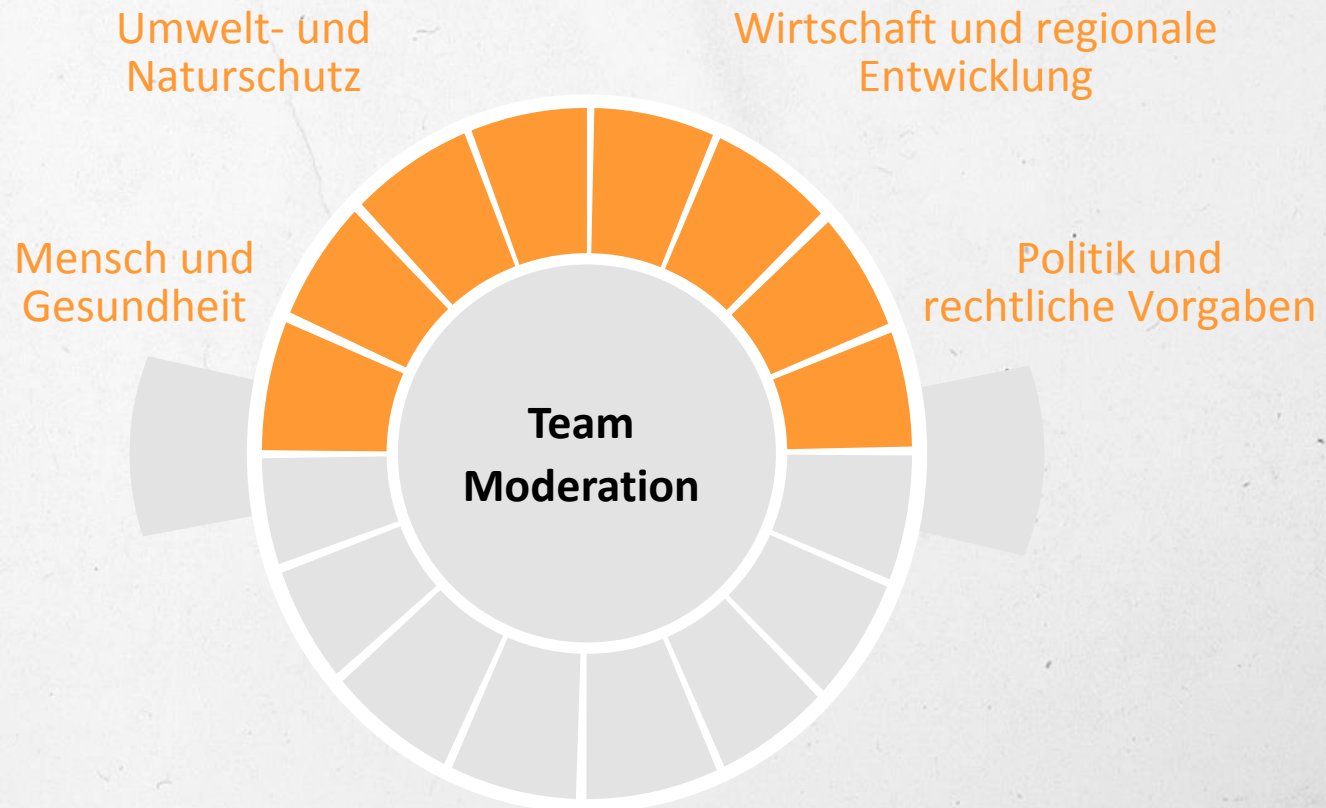 Umwelt- und
Naturschutz
Wirtschaft und regionale
Entwicklung
Mensch und
Gesundheit
Politik und
rechtliche Vorgaben
Team
Moderation